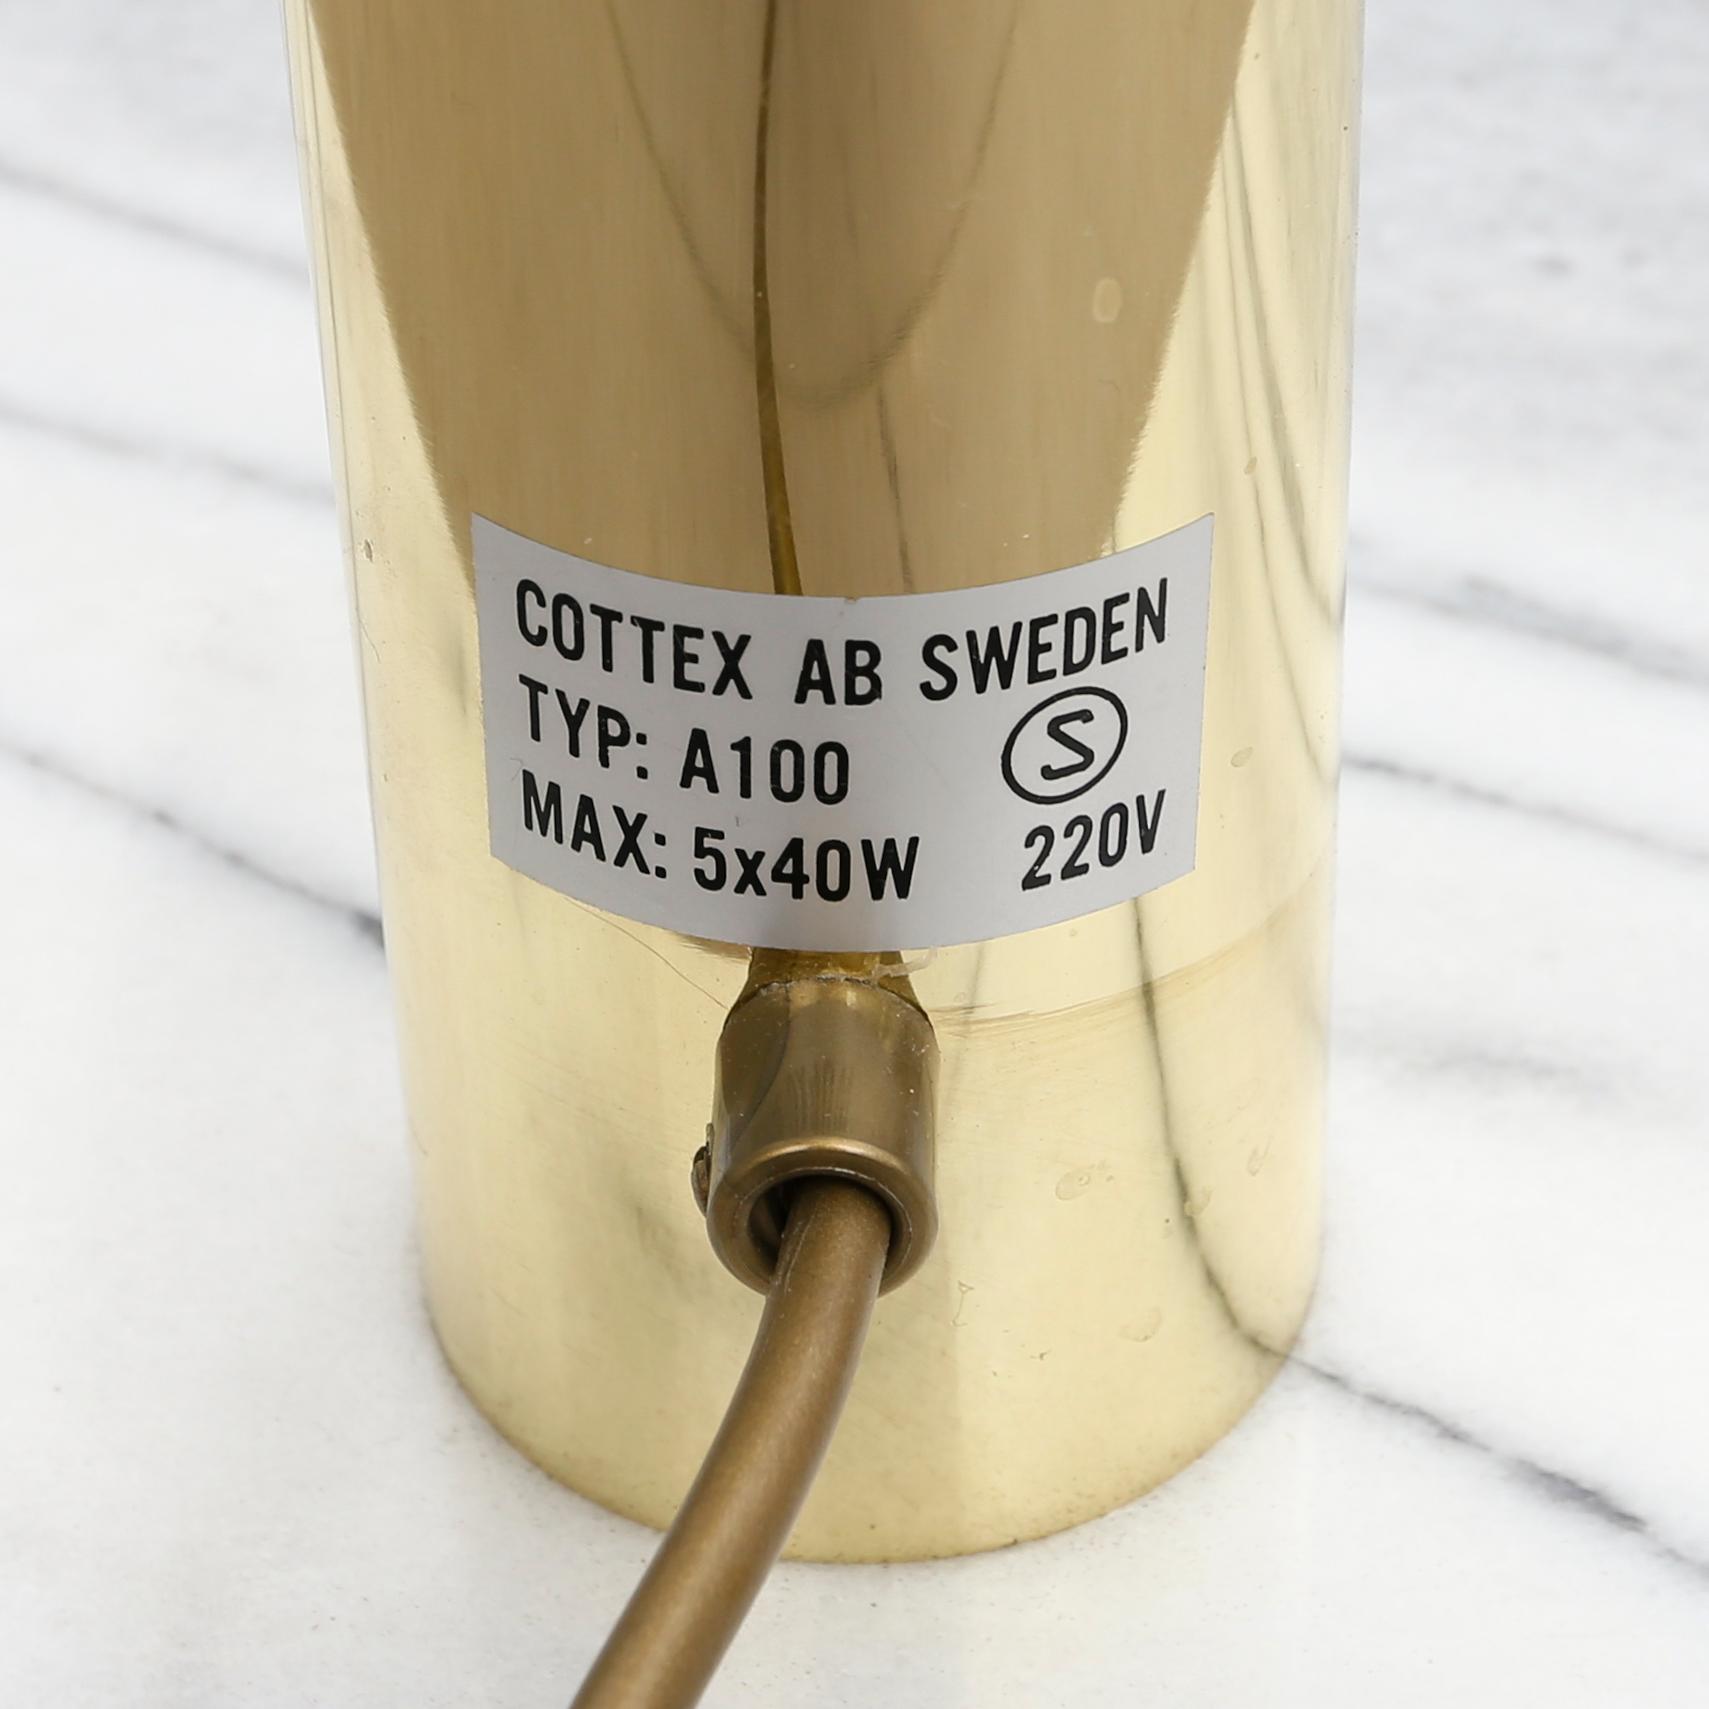 COTTEX AB SWEDEN
TYP: A100 S
MAX: 5x40W 220V